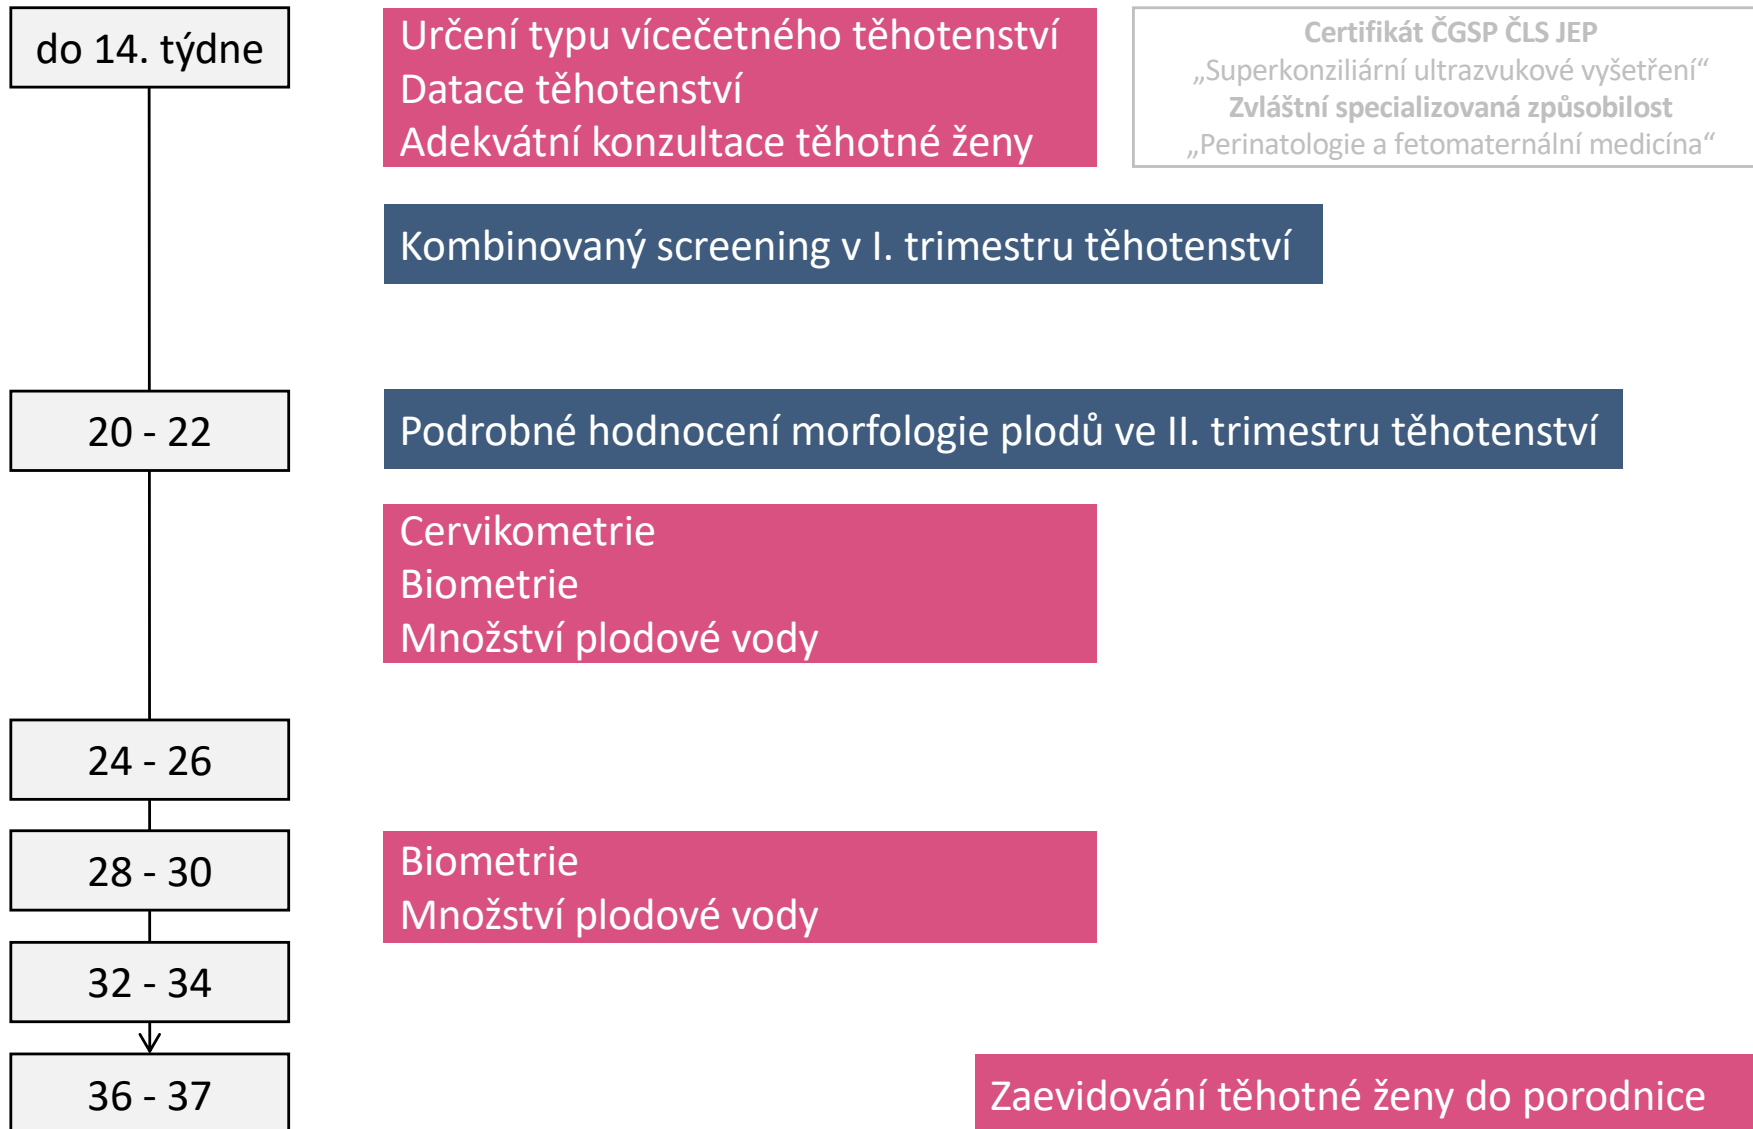 do 14. týdne
Určení typu vícečetného těhotenství
Datace těhotenství
Adekvátní konzultace těhotné ženy
Certifikát ČGSP ČLS JEP
„Superkonziliární ultrazvukové vyšetření“
Zvláštní specializovaná způsobilost
„Perinatologie a fetomaternální medicína“
Kombinovaný screening v I. trimestru těhotenství
20 - 22
Podrobné hodnocení morfologie plodů ve II. trimestru těhotenství
Cervikometrie
Biometrie
Množství plodové vody
24 - 26
28 - 30
Biometrie
Množství plodové vody
32 - 34
36 - 37
Zaevidování těhotné ženy do porodnice